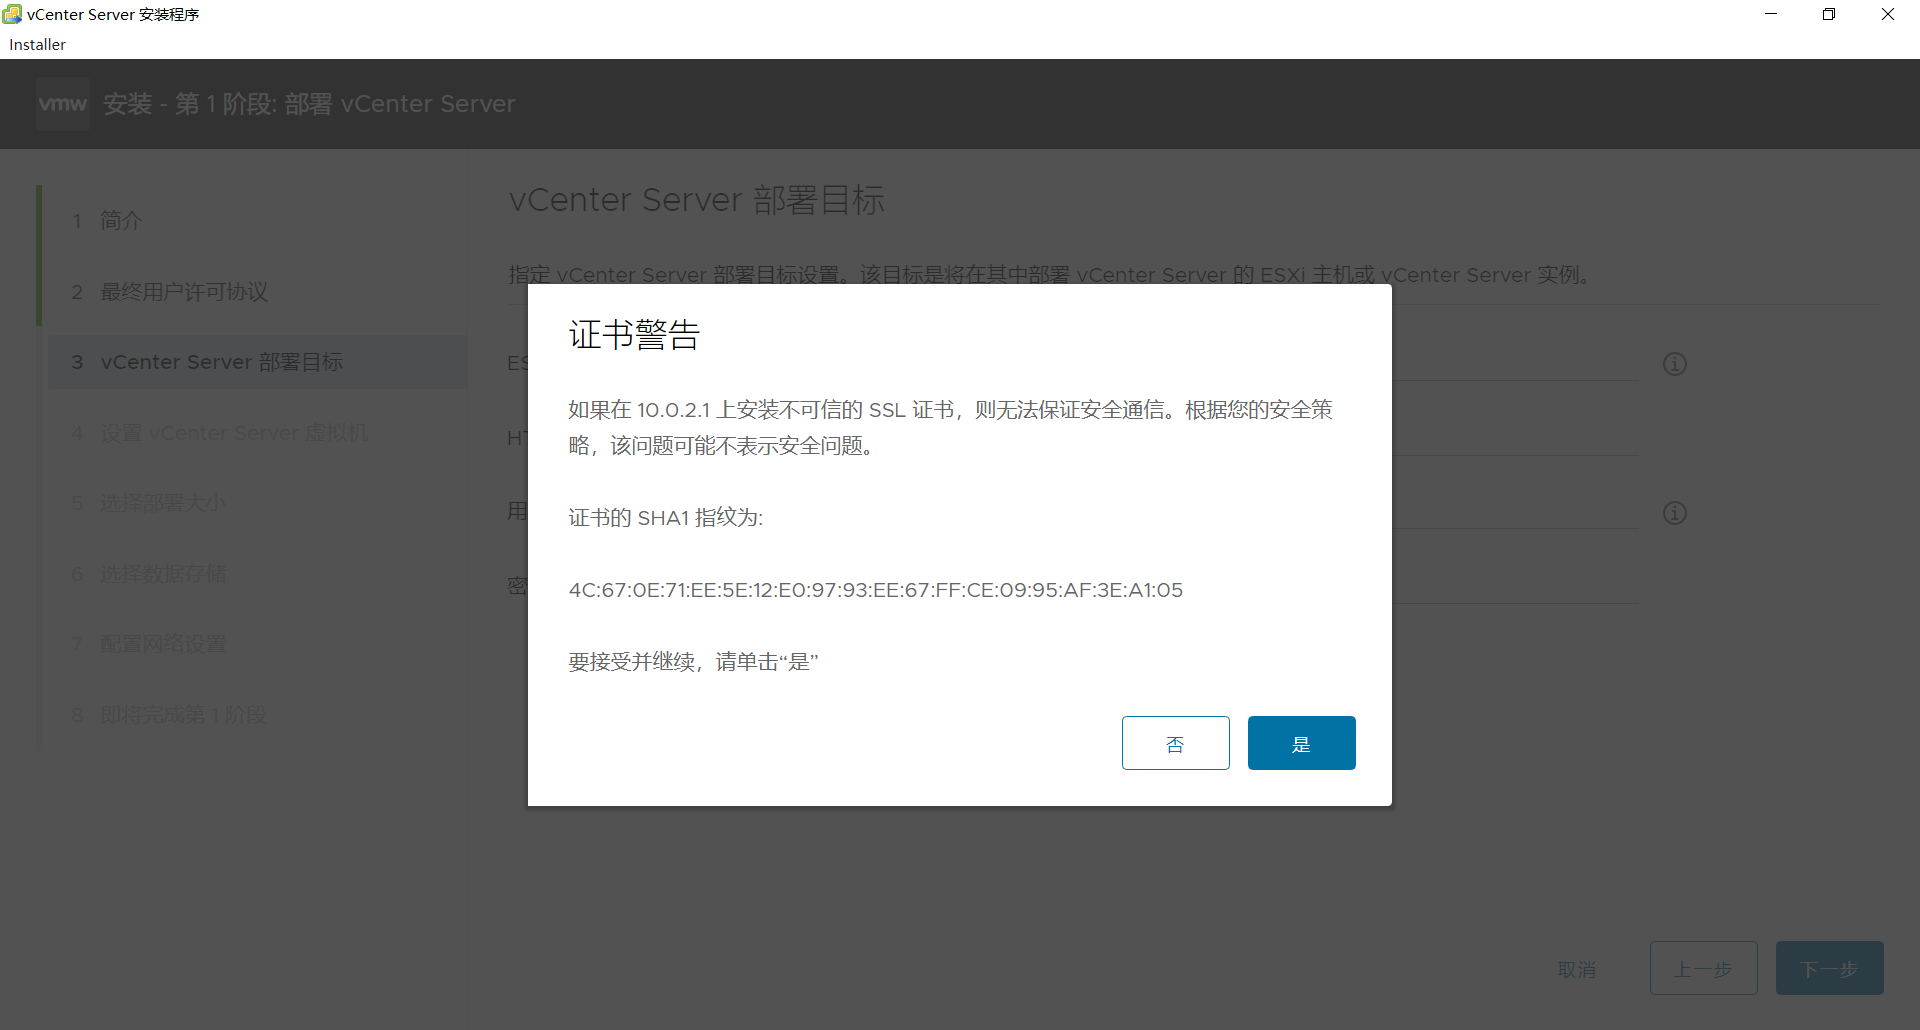 vCenter Server 安装程序
Installer
vmw 安装 - 第 1 阶段: 部署 vCenter Server
1 简介
2 最终用户许可协议
3 vCenter Server 部署目标
4 设置 vCenter Server 虚拟机
5 选择部署大小
6 选择数据存储
7 配置网络设置
8 即将完成第 1 阶段
vCenter Server 部署目标
指定 vCenter Server 部署目标设置。该目标是将在其中部署 vCenter Server 的 ESXi 主机或 vCenter Server 实例。
ES
HT
用
密
证书警告
如果在 10.0.2.1 上安装不可信的 SSL 证书，则无法保证安全通信。根据您的安全策
略，该问题可能不表示安全问题。
证书的 SHA1 指纹为:
4C:67:0E:71:EE:5E:12:E0:97:93:EE:67:FF:CE:09:95:AF:3E:A1:05
要接受并继续，请单击“是”
否
是
取消
上一步
下一步